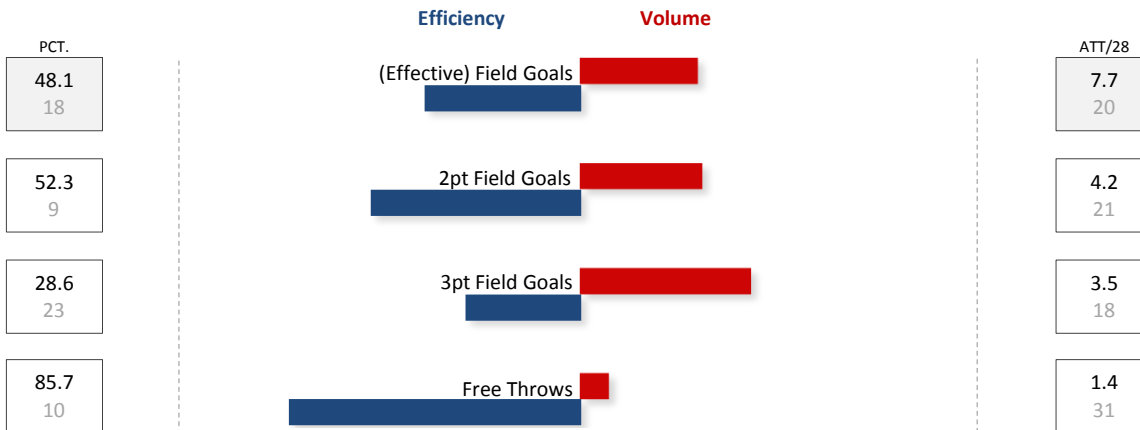 Efficiency Volume
PCT. ATT/28
48.1 (Effective) Field Goals 7.7
18 20
52.3 2pt Field Goals 4.2
9 21
28.6 3pt Field Goals 3.5
23 18
85.7 Free Throws 1.4
10 31